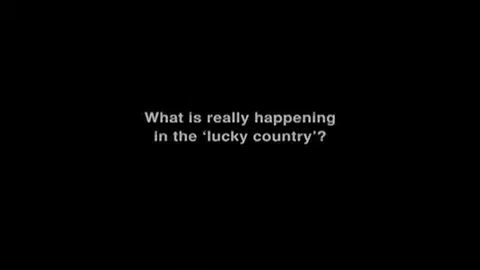 What is really happening
in the ‘lucky country’?